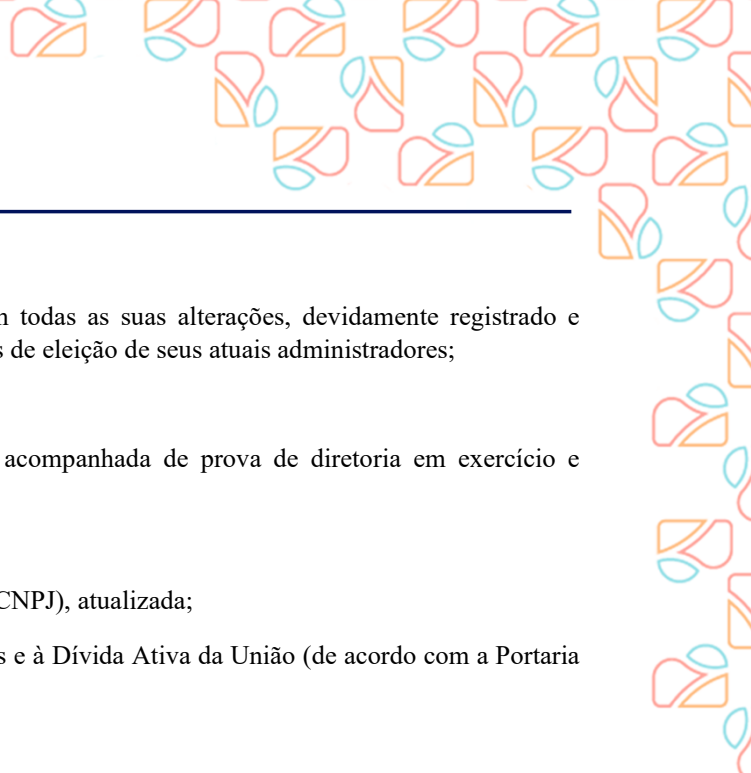 todas as suas alterações, devidamente registrado e
de eleição de seus atuais administradores;
acompanhada de prova de diretoria em exercício e
CNPJ), atualizada;
e à Dívida Ativa da União (de acordo com a Portaria